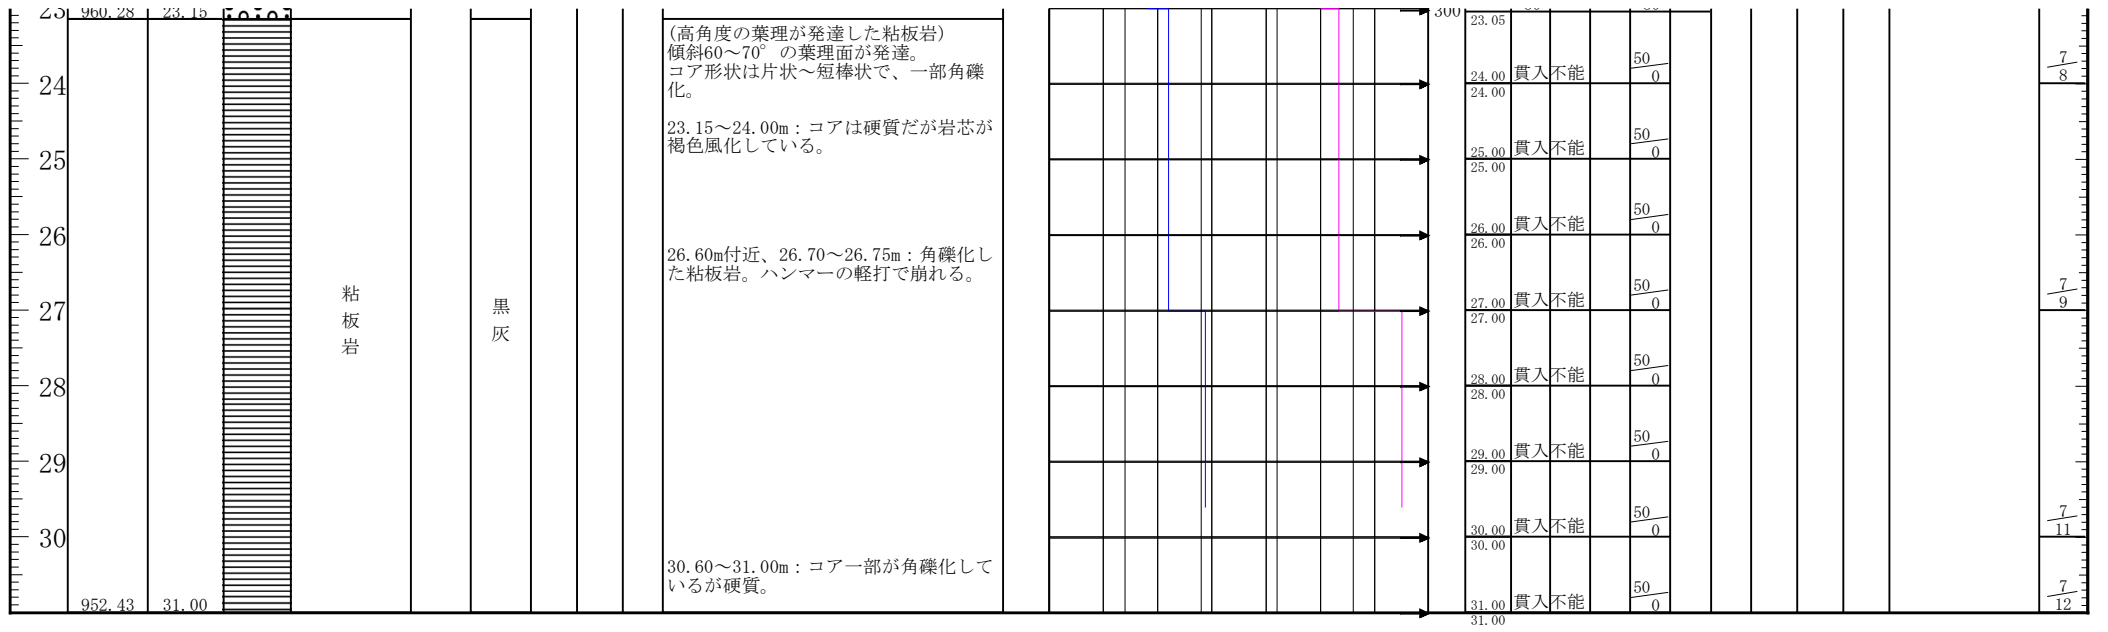 23
960.28
23.15
300
23.05
(高角度の葉理が発達した粘板岩)
傾斜60～70°の葉理面が発達。
コア形状は片状～短棒状で、一部角礫
化。
24
24.00 貫入不能 50/0
7/8
24.00
23.15～24.00m：コアは硬質だが岩芯が
褐色風化している。
25
25.00 貫入不能 50/0
25.00
26
26.00 貫入不能 50/0
26.00
26.60m付近、26.70～26.75m：角礫化し
た粘板岩。ハンマーの軽打で崩れる。
粘
板
岩
黒
灰
27
27.00 貫入不能 50/0
7/9
27.00
28
28.00 貫入不能 50/0
28.00
29
29.00 貫入不能 50/0
29.00
30
30.00 貫入不能 50/0
7/11
30.00
30.60～31.00m：コア一部が角礫化して
いるが硬質。
952.43
31.00
31.00 貫入不能 50/0
7/12
31.00